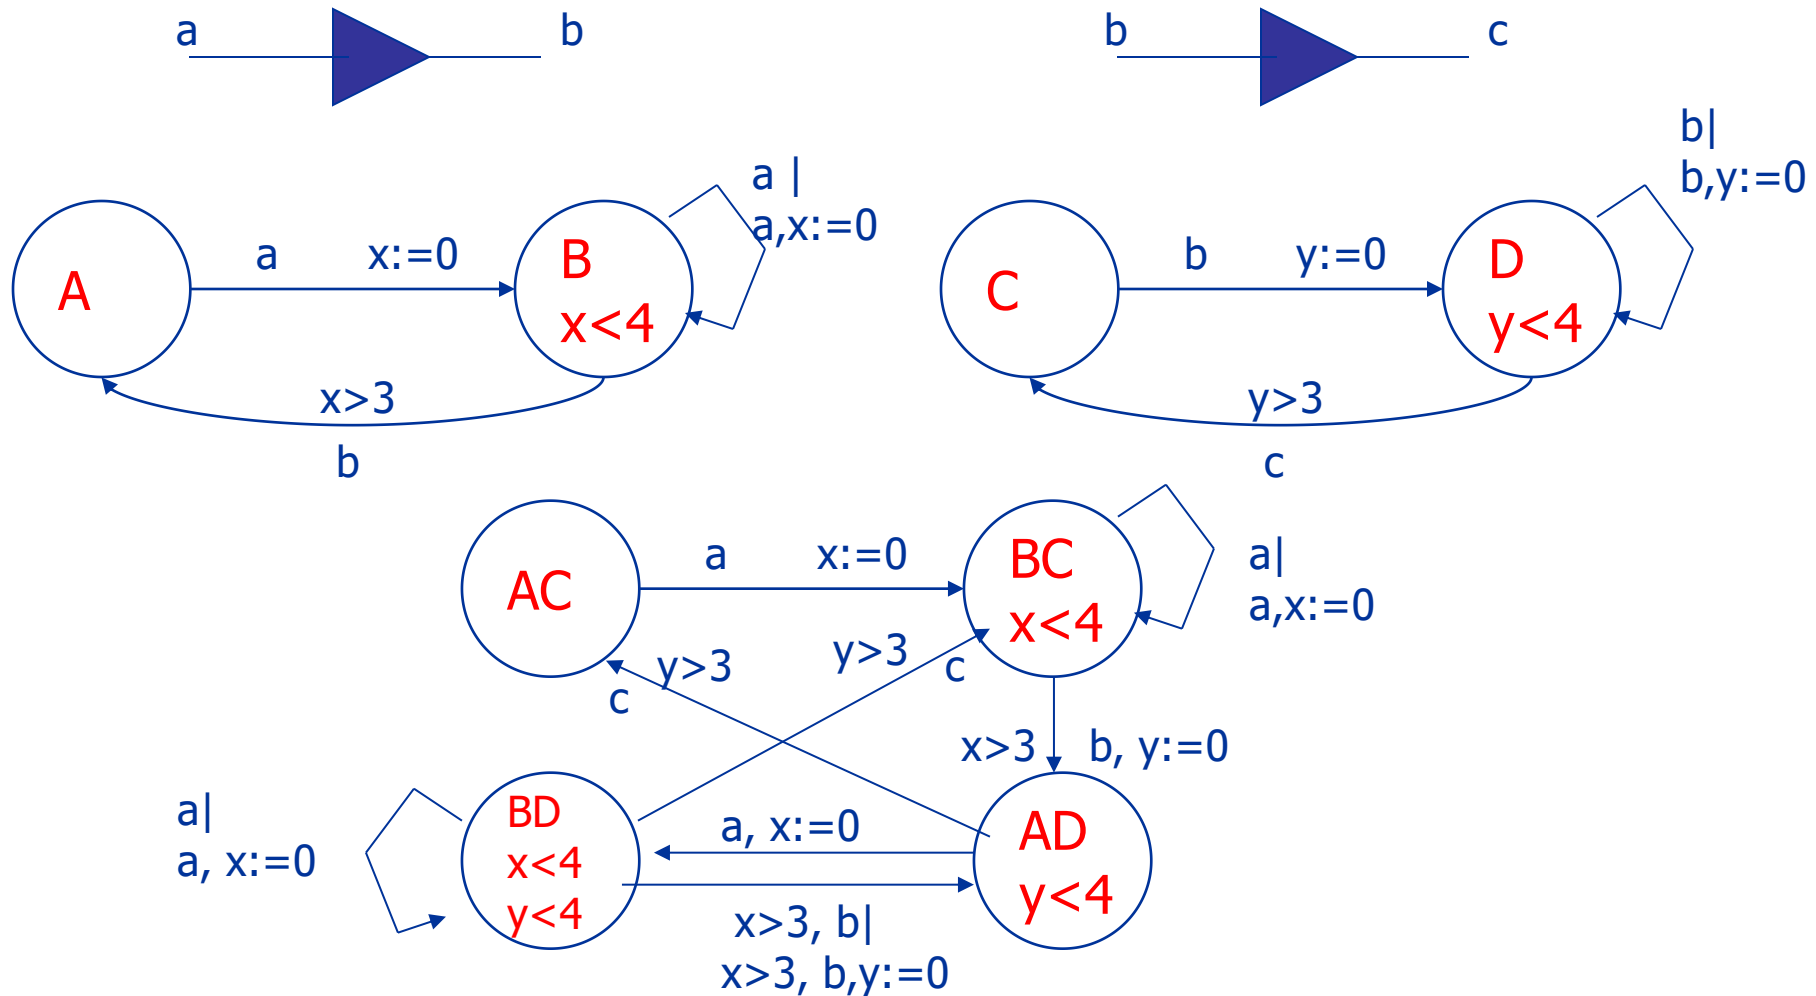 a
b
b
c
b|
b,y:=0
a |
a,x:=0
A
a
x:=0
B
x<4
C
b
y:=0
D
y<4
x>3
b
y>3
c
AC
a
x:=0
BC
x<4
a|
a,x:=0
y>3
c
y>3
c
x>3
b, y:=0
a|
a, x:=0
BD
x<4
y<4
a, x:=0
AD
y<4
x>3, b|
x>3, b,y:=0